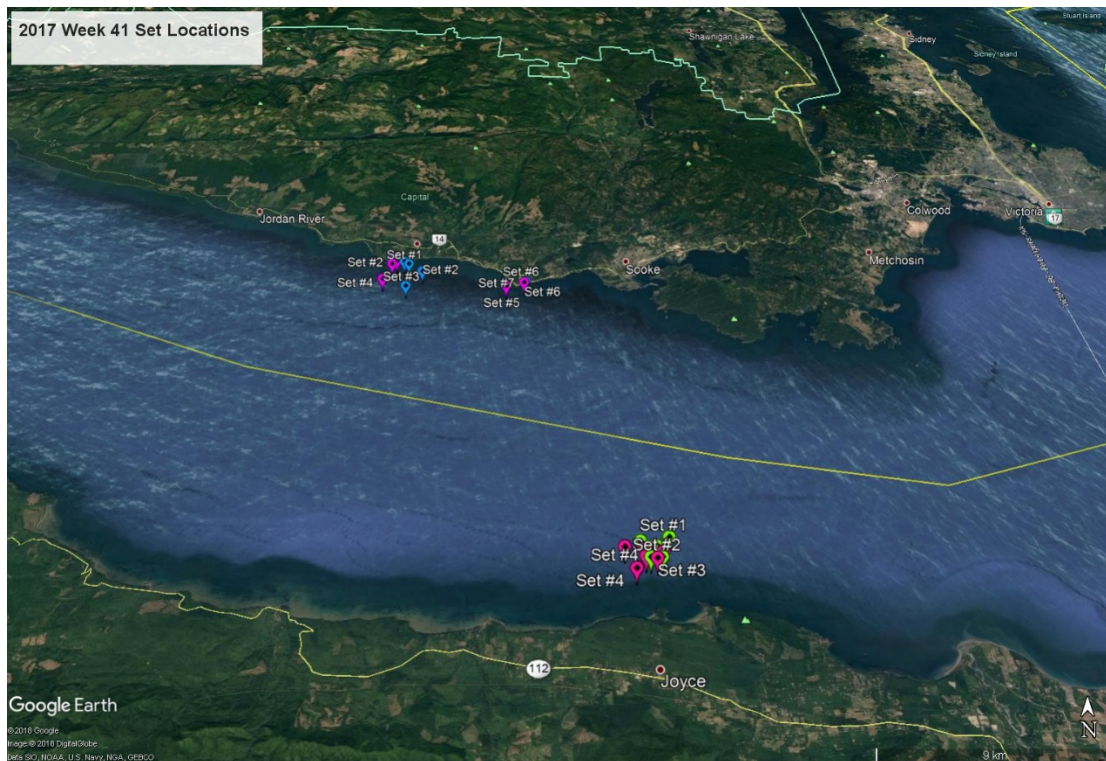 2017 Week 41 Set Locations
Stuart Island
Shawnigan Lake
Sidney
Sidney Island
Capital
Jordan River
Colwood
Victoria
17
14
Set #1
Set #2
Set #2
Set #3
Set #4
Sooke
Metchosin
Set #6
Set #7
Set #6
Set #5
Set #1
Set #2
Set #4
Set #3
Set #4
112
Joyce
Google Earth
© 2018 Google
Image © 2018 DigitalGlobe
Data SIO, NOAA, U.S. Navy, NGA, GEBCO
N
9 km